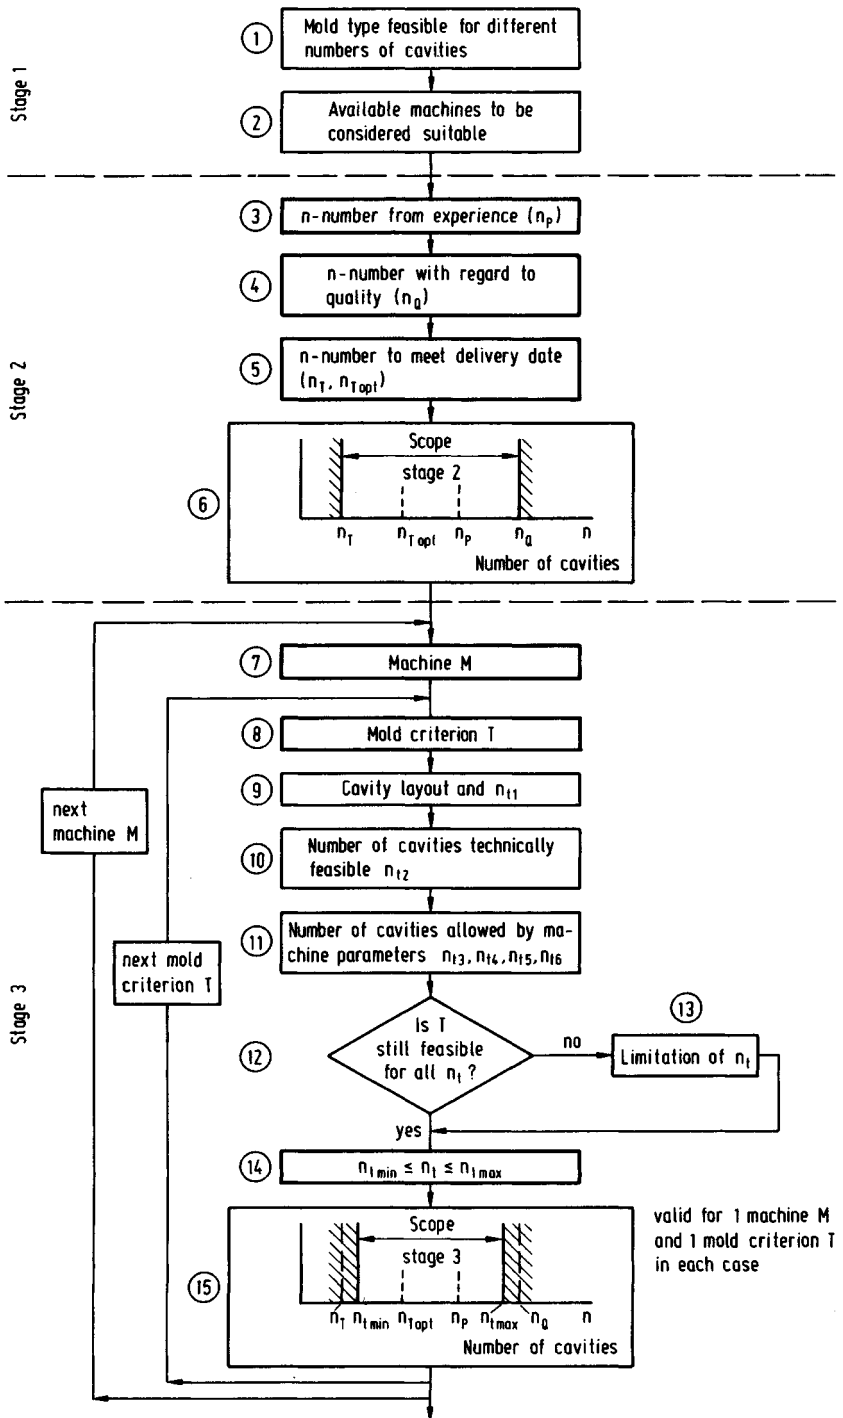 Stage 1
1
Mold type feasible for different
numbers of cavities
2
Available machines to be
considered suitable
Stage 2
3
n-number from experience (nP)
4
n-number with regard to
quality (nQ)
5
n-number to meet delivery date
(nT, nT opt)
6
Scope
stage 2
nT nT opt nP nQ n
Number of cavities
Stage 3
7
Machine M
8
Mold criterion T
9
Cavity layout and nt1
next
machine M
10
Number of cavities technically
feasible nt2
11
Number of cavities allowed by ma-
chine parameters nt3, nt4, nt5, nt6
next mold
criterion T
12
Is T
still feasible
for all nt ?
no
13
Limitation of nt
yes
14
nt min ≤ nt ≤ nt max
15
Scope
stage 3
nT nt min nT opt nP nt max nQ n
Number of cavities
valid for 1 machine M
and 1 mold criterion T
in each case